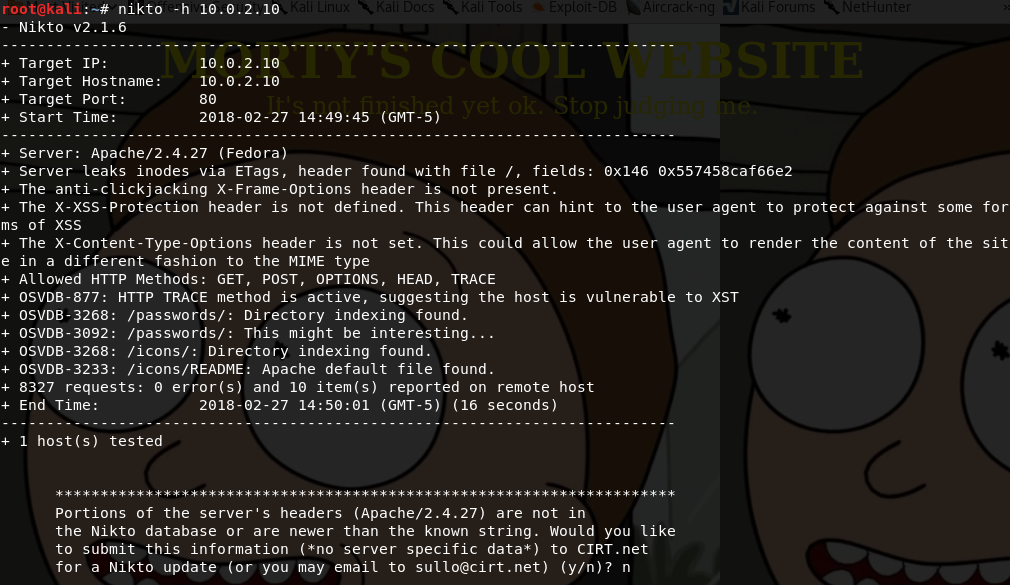 Kali Linux Kali Docs Kali Tools Exploit-DB Aircrack-ng Kali Forums NetHunter »
root@kali:~# nikto -h 10.0.2.10
- Nikto v2.1.6
MORTY'S COOL WEBSITE
It's not finished yet ok. Stop judging me.
---------------------------------------------------------------------------
+ Target IP:          10.0.2.10
+ Target Hostname:    10.0.2.10
+ Target Port:        80
+ Start Time:         2018-02-27 14:49:45 (GMT-5)
---------------------------------------------------------------------------
+ Server: Apache/2.4.27 (Fedora)
+ Server leaks inodes via ETags, header found with file /, fields: 0x146 0x557458caf66e2
+ The anti-clickjacking X-Frame-Options header is not present.
+ The X-XSS-Protection header is not defined. This header can hint to the user agent to protect against some for
ms of XSS
+ The X-Content-Type-Options header is not set. This could allow the user agent to render the content of the sit
e in a different fashion to the MIME type
+ Allowed HTTP Methods: GET, POST, OPTIONS, HEAD, TRACE
+ OSVDB-877: HTTP TRACE method is active, suggesting the host is vulnerable to XST
+ OSVDB-3268: /passwords/: Directory indexing found.
+ OSVDB-3092: /passwords/: This might be interesting...
+ OSVDB-3268: /icons/: Directory indexing found.
+ OSVDB-3233: /icons/README: Apache default file found.
+ 8327 requests: 0 error(s) and 10 item(s) reported on remote host
+ End Time:           2018-02-27 14:50:01 (GMT-5) (16 seconds)
---------------------------------------------------------------------------
+ 1 host(s) tested
*********************************************************************
Portions of the server's headers (Apache/2.4.27) are not in
the Nikto database or are newer than the known string. Would you like
to submit this information (*no server specific data*) to CIRT.net
for a Nikto update (or you may email to sullo@cirt.net) (y/n)? n